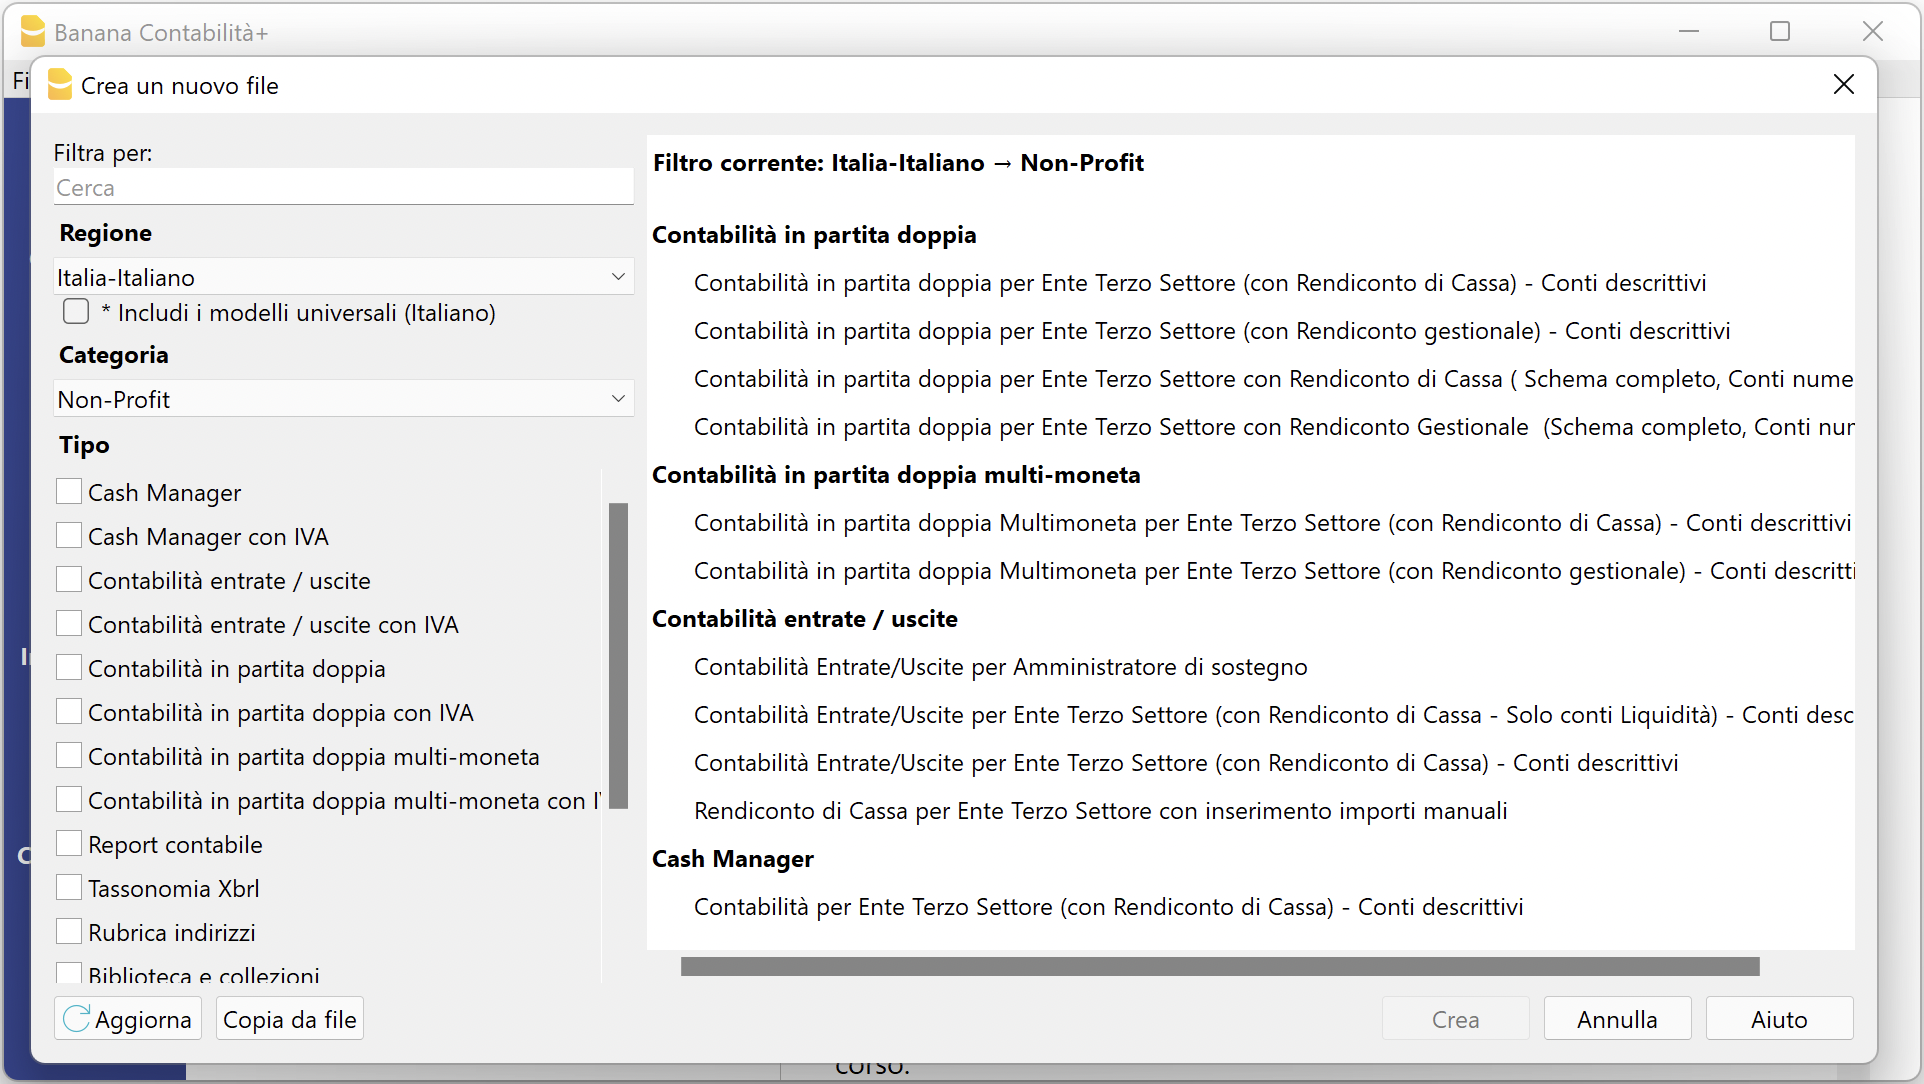 Banana Contabilità+
Fi
Crea un nuovo file
Filtra per:
Cerca
Regione
Italia-Italiano
* Includi i modelli universali (Italiano)
Categoria
Non-Profit
Tipo
Cash Manager
Cash Manager con IVA
Contabilità entrate / uscite
Contabilità entrate / uscite con IVA
Contabilità in partita doppia
Contabilità in partita doppia con IVA
Contabilità in partita doppia multi-moneta
Contabilità in partita doppia multi-moneta con I
Report contabile
Tassonomia Xbrl
Rubrica indirizzi
Biblioteca e collezioni
Aggiorna
Copia da file
Filtro corrente: Italia-Italiano → Non-Profit
Contabilità in partita doppia
Contabilità in partita doppia per Ente Terzo Settore (con Rendiconto di Cassa) - Conti descrittivi
Contabilità in partita doppia per Ente Terzo Settore (con Rendiconto gestionale) - Conti descrittivi
Contabilità in partita doppia per Ente Terzo Settore con Rendiconto di Cassa ( Schema completo, Conti nume
Contabilità in partita doppia per Ente Terzo Settore con Rendiconto Gestionale (Schema completo, Conti nur
Contabilità in partita doppia multi-moneta
Contabilità in partita doppia Multimoneta per Ente Terzo Settore (con Rendiconto di Cassa) - Conti descrittivi
Contabilità in partita doppia Multimoneta per Ente Terzo Settore (con Rendiconto gestionale) - Conti descritti
Contabilità entrate / uscite
Contabilità Entrate/Uscite per Amministratore di sostegno
Contabilità Entrate/Uscite per Ente Terzo Settore (con Rendiconto di Cassa - Solo conti Liquidità) - Conti desc
Contabilità Entrate/Uscite per Ente Terzo Settore (con Rendiconto di Cassa) - Conti descrittivi
Rendiconto di Cassa per Ente Terzo Settore con inserimento importi manuali
Cash Manager
Contabilità per Ente Terzo Settore (con Rendiconto di Cassa) - Conti descrittivi
Crea
Annulla
Aiuto
corso.